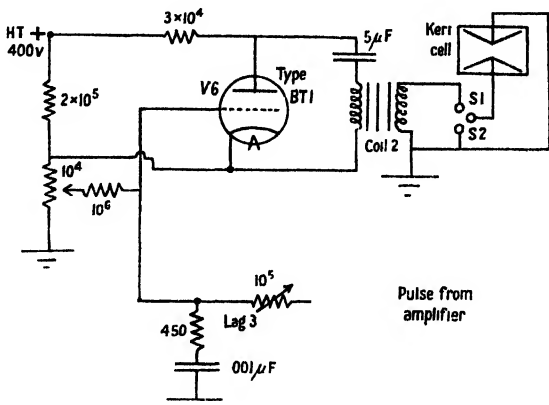 HT +
400v
3×10⁴
5μF
Kerr
cell
V6
Type
BT1
2×10⁵
S1
S2
Coil 2
10⁴
10⁶
10⁵
Lag 3
450
001μF
Pulse from
amplifier